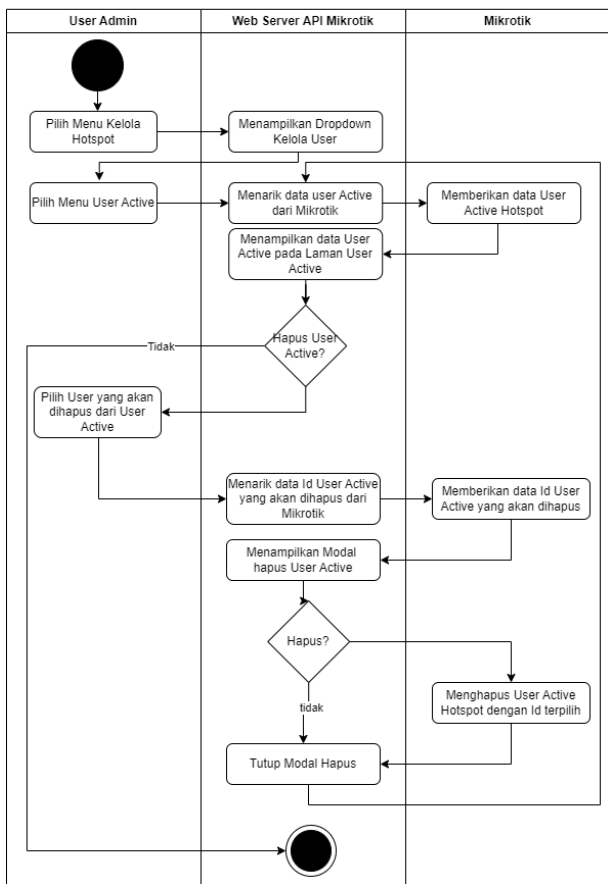 User Admin
Web Server API Mikrotik
Mikrotik
Pilih Menu Kelola
Hotspot
Menampilkan Dropdown
Kelola User
Pilih Menu User Active
Menarik data user Active
dari Mikrotik
Memberikan data User
Active Hotspot
Menampilkan data User
Active pada Laman User
Active
Hapus User
Active?
Tidak
Pilih User yang akan
dihapus dari User
Active
Menarik data Id User Active
yang akan dihapus dari
Mikrotik
Memberikan data Id User
Active yang akan dihapus
Menampilkan Modal
hapus User Active
Hapus?
Menghapus User Active
Hotspot dengan Id terpilih
tidak
Tutup Modal Hapus